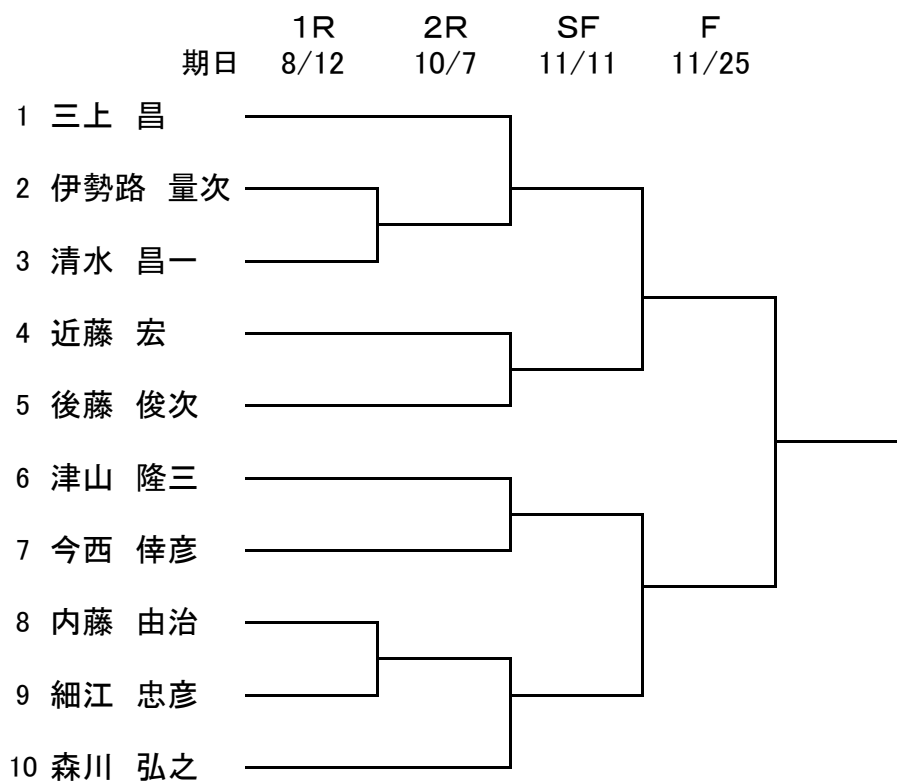 1R 2R SF F
期日 8/12 10/7 11/11 11/25
1 三上 昌
2 伊勢路 量次
3 清水 昌一
4 近藤 宏
5 後藤 俊次
6 津山 隆三
7 今西 倖彦
8 内藤 由治
9 細江 忠彦
10 森川 弘之